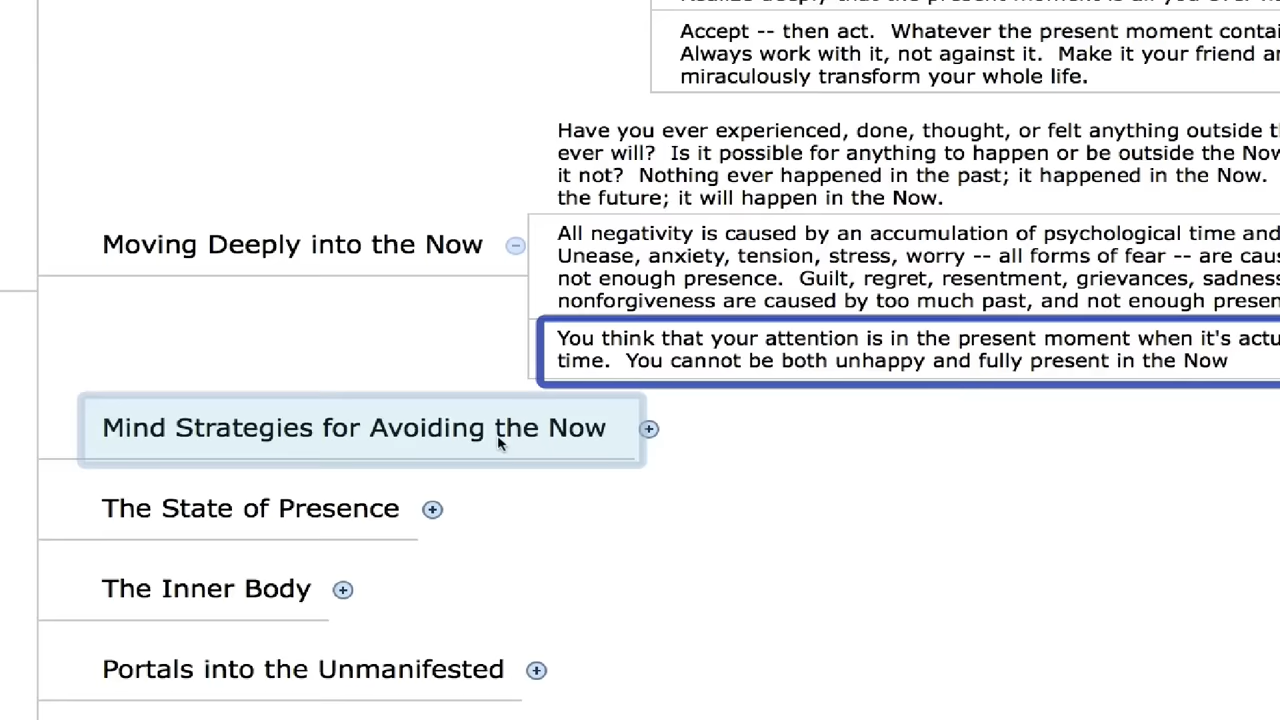 Accept -- then act. Whatever the present moment
Always work with it, not against it. Make it your friend
miraculously transform your whole life.
Have you ever experienced, done, thought, or felt anything outside
ever will? Is it possible for anything to happen or be outside the Now
it not? Nothing ever happened in the past; it happened in the Now.
the future; it will happen in the Now.
Moving Deeply into the Now
All negativity is caused by an accumulation of psychological time and
Unease, anxiety, tension, stress, worry -- all forms of fear -- are
not enough presence. Guilt, regret, resentment, grievances,
nonforgiveness are caused by too much past, and not enough
You think that your attention is in the present moment when it's
time. You cannot be both unhappy and fully present in the Now
Mind Strategies for Avoiding the Now
The State of Presence
The Inner Body
Portals into the Unmanifested